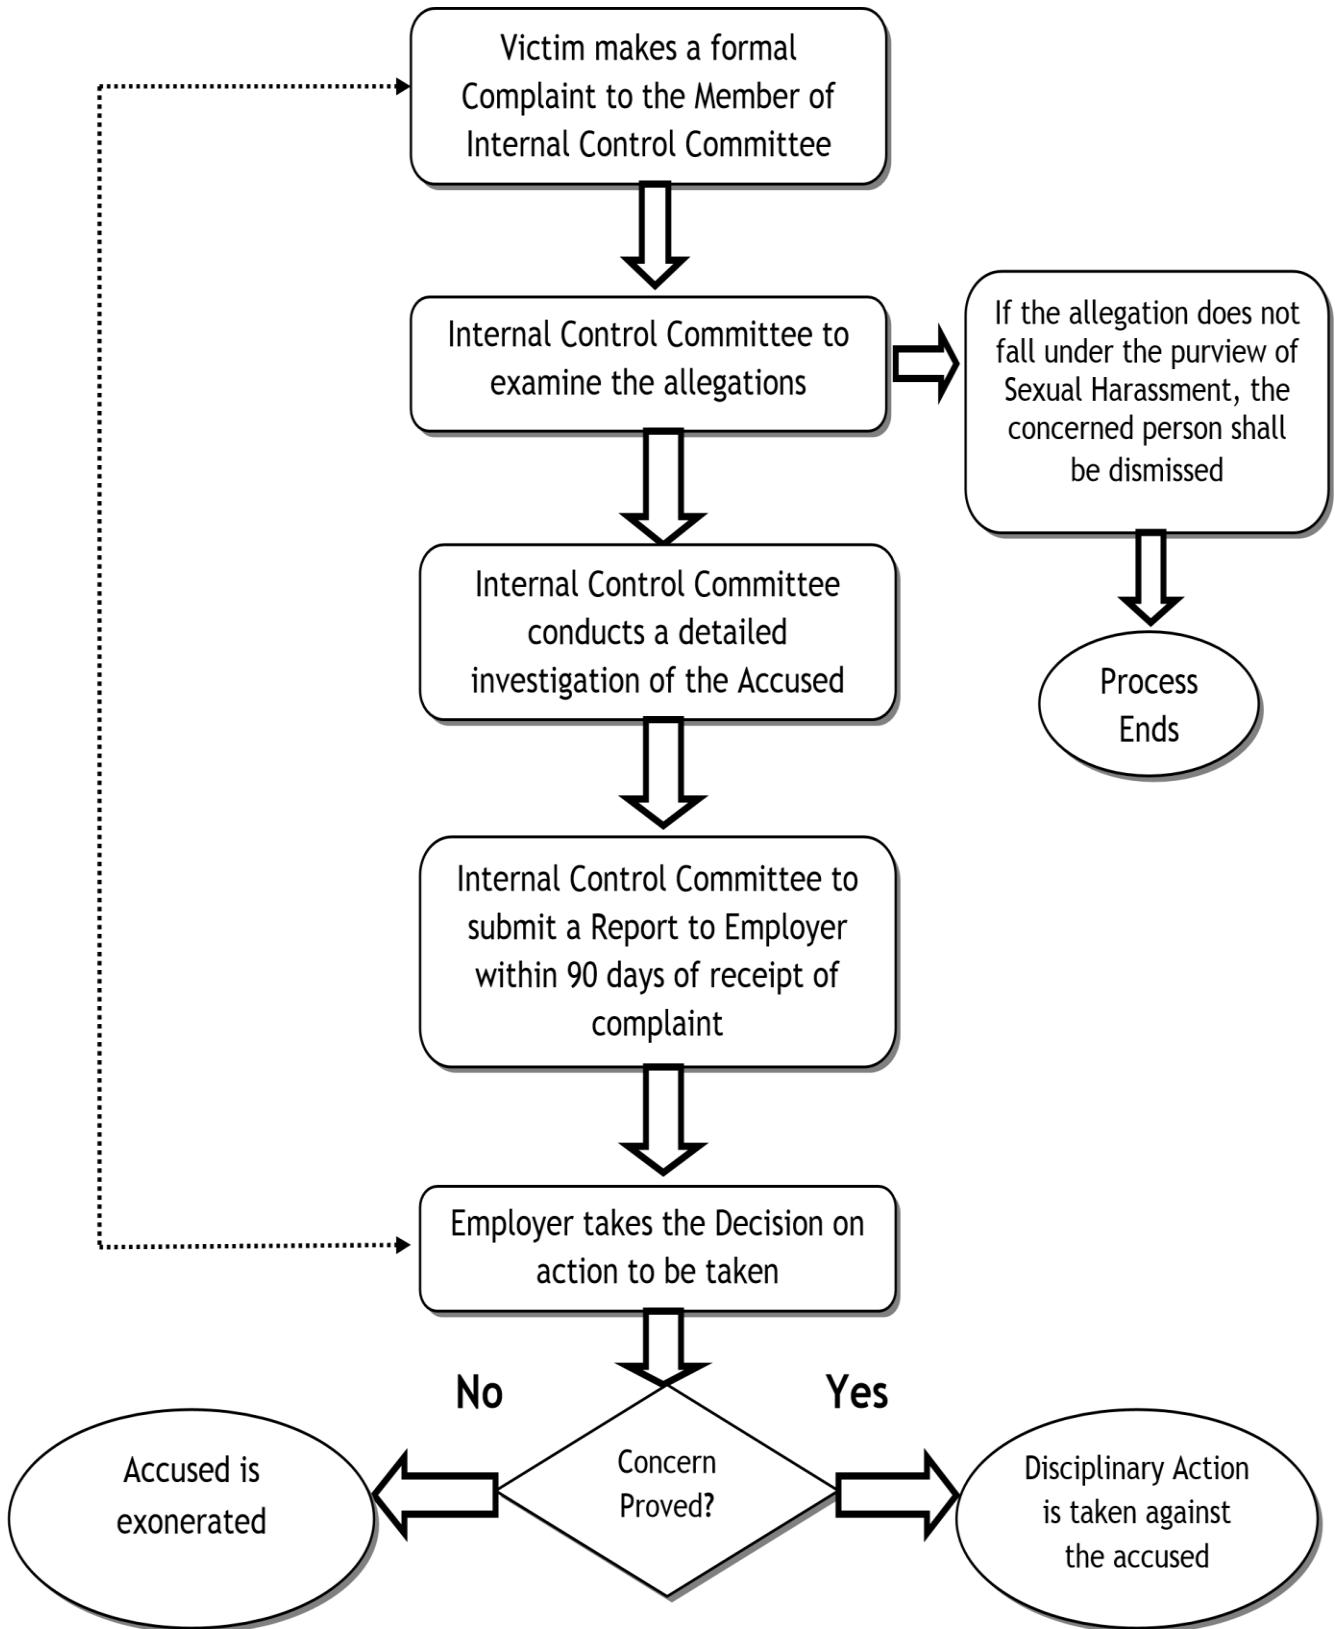 Victim makes a formal
Complaint to the Member of
Internal Control Committee
Internal Control Committee to
examine the allegations
If the allegation does not
fall under the purview of
Sexual Harassment, the
concerned person shall
be dismissed
Internal Control Committee
conducts a detailed
investigation of the Accused
Process
Ends
Internal Control Committee to
submit a Report to Employer
within 90 days of receipt of
complaint
Employer takes the Decision on
action to be taken
No
Yes
Concern
Proved?
Accused is
exonerated
Disciplinary Action
is taken against
the accused